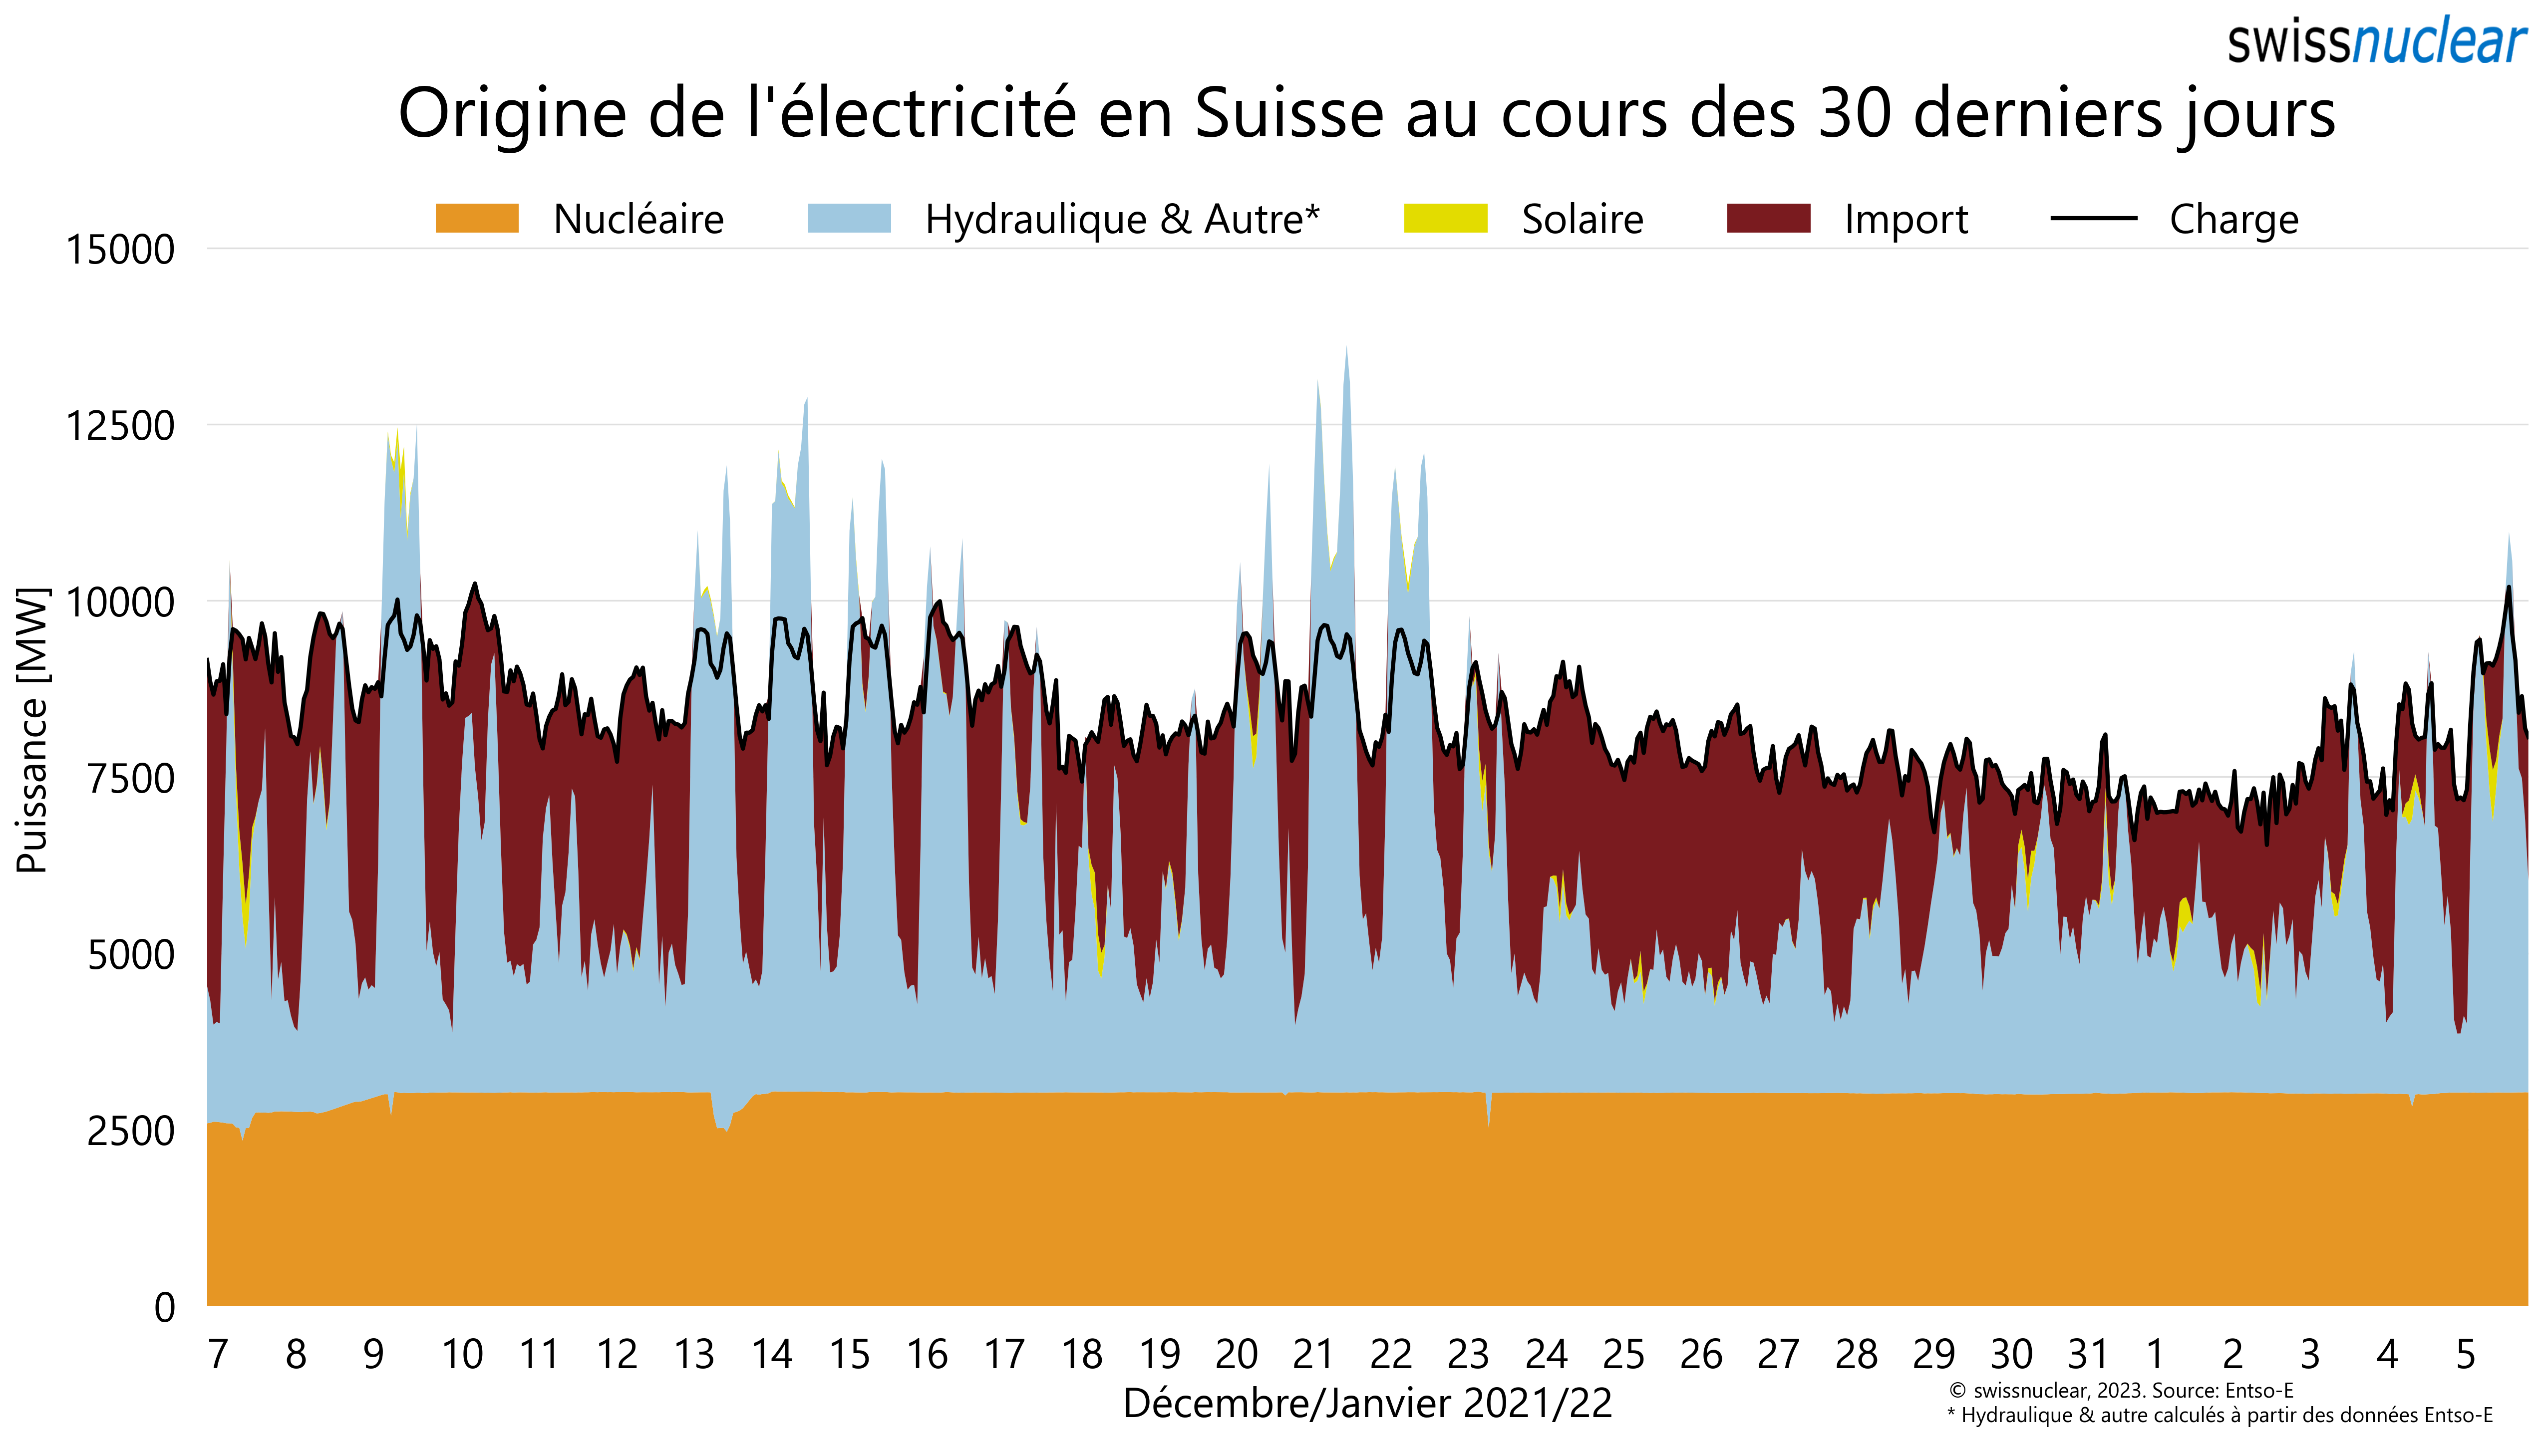 swissnuclear
Origine de l'électricité en Suisse au cours des 30 derniers jours
Nucléaire Hydraulique & Autre* Solaire Import Charge
15000
12500
10000
7500
5000
2500
0
Puissance [MW]
7 8 9 10 11 12 13 14 15 16 17 18 19 20 21 22 23 24 25 26 27 28 29 30 31 1 2 3 4 5
Décembre/Janvier 2021/22
© swissnuclear, 2023. Source: Entso-E
* Hydraulique & autre calculés à partir des données Entso-E